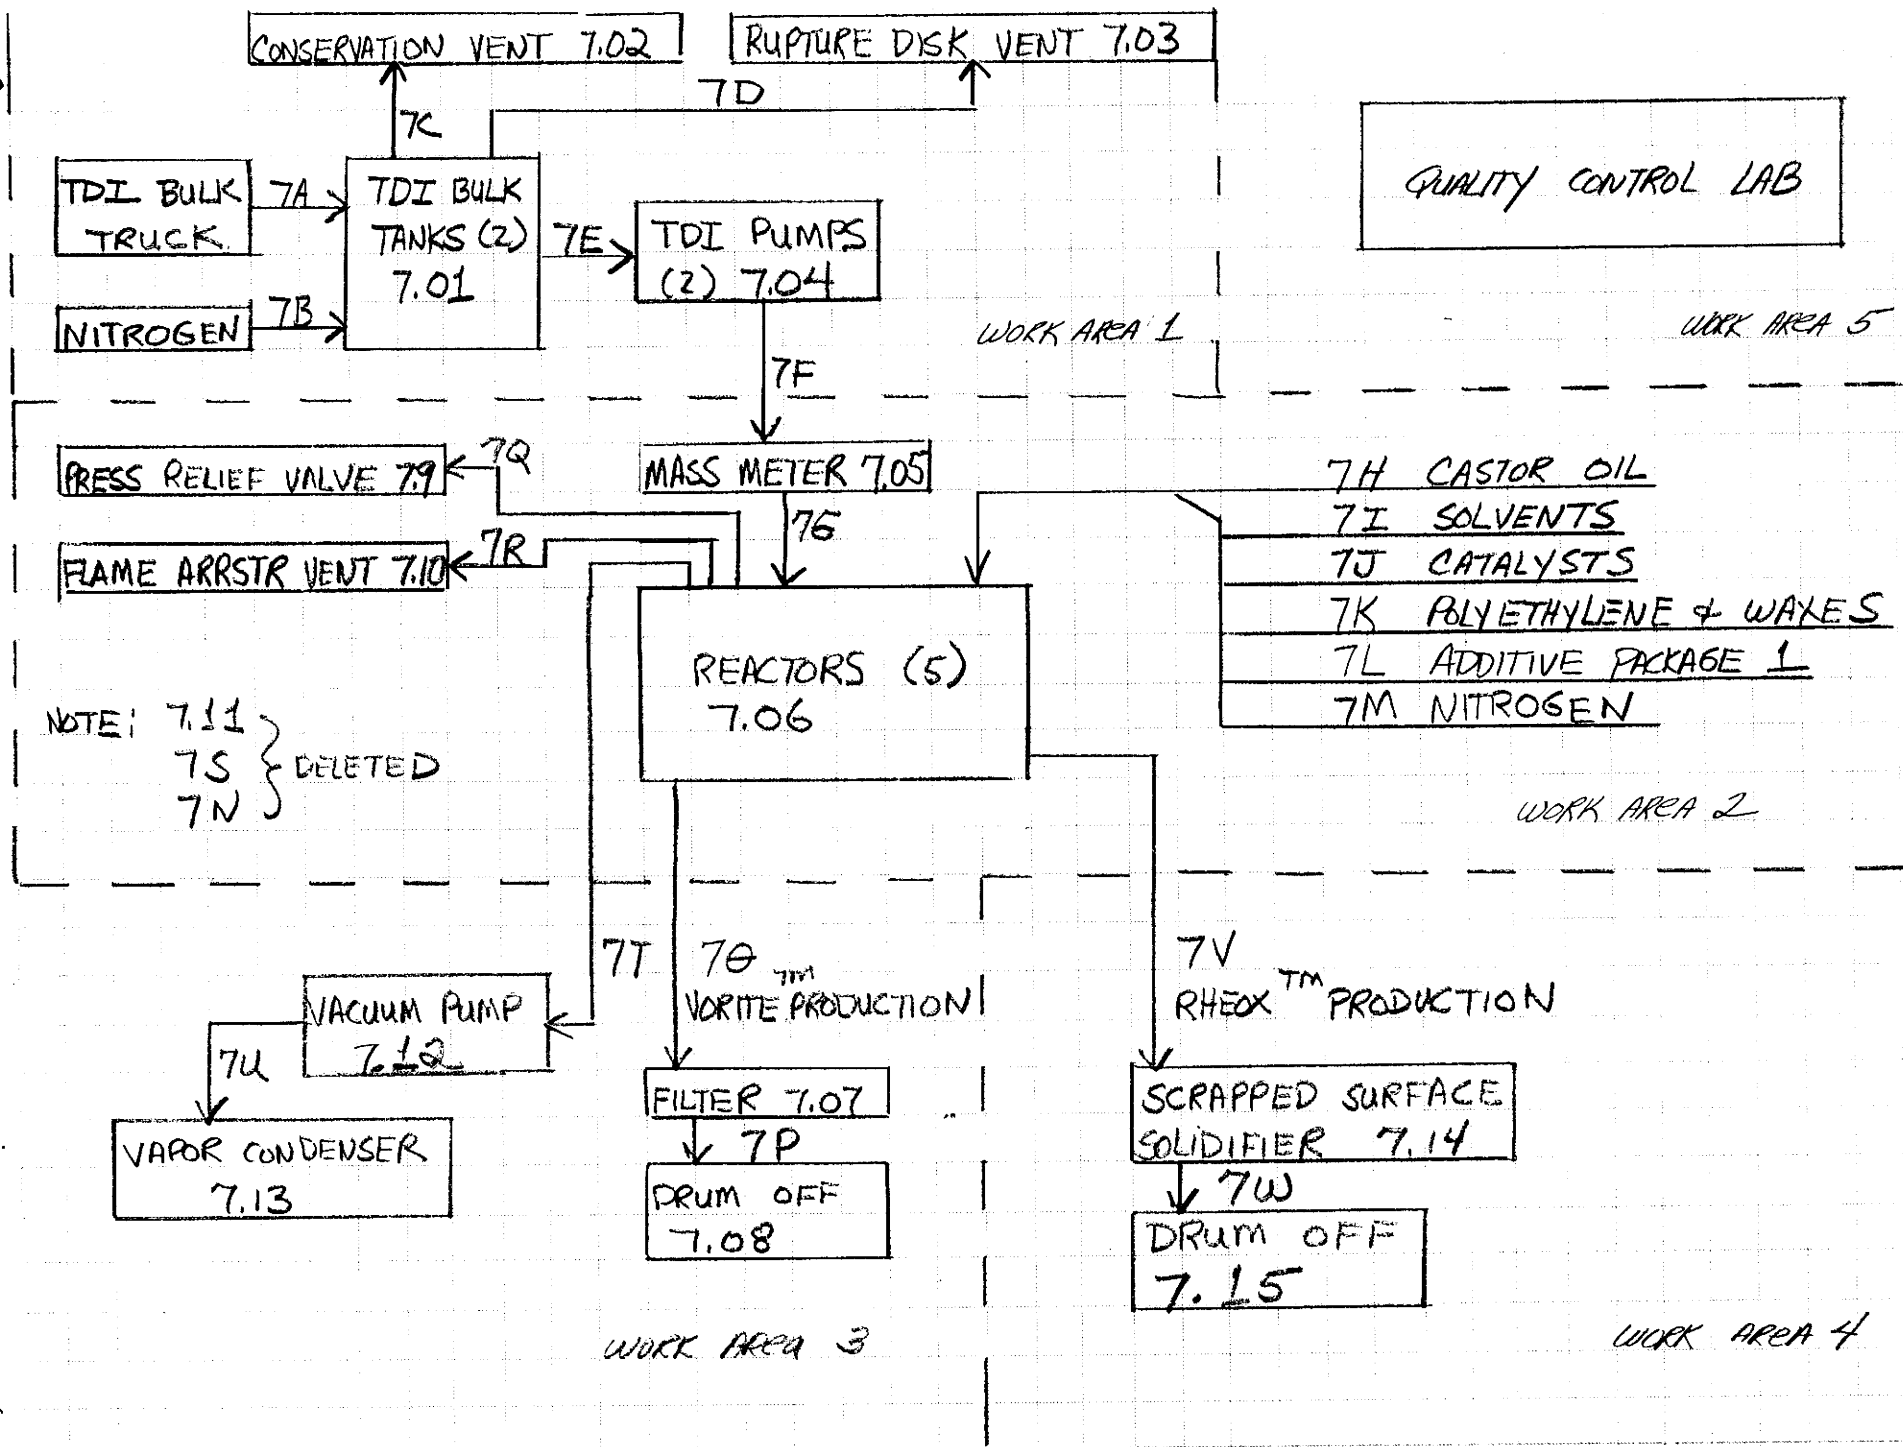 CONSERVATION VENT 7.02
RUPTURE DISK VENT 7.03
7D
7C
TDI BULK
TRUCK
7A
TDI BULK
TANKS (2)
7.01
7E
TDI PUMPS
(2) 7.04
QUALITY CONTROL LAB
NITROGEN
7B
WORK AREA 1
WORK AREA 5
7F
PRESS RELIEF VALVE 7.9
7Q
MASS METER 7.05
7G
FLAME ARRSTR VENT 7.10
7R
7H CASTOR OIL
7I SOLVENTS
7J CATALYSTS
7K POLYETHYLENE & WAXES
7L ADDITIVE PACKAGE 1
7M NITROGEN
REACTORS (5)
7.06
NOTE: 7.11
7S
7N
DELETED
WORK AREA 2
7T
7O
VORITE™ PRODUCTION
7V
RHEOX™ PRODUCTION
VACUUM PUMP
7.12
7U
VAPOR CONDENSER
7.13
FILTER 7.07
7P
DRUM OFF
7.08
SCRAPPED SURFACE
SOLIDIFIER 7.14
7W
DRUM OFF
7.15
WORK AREA 3
WORK AREA 4